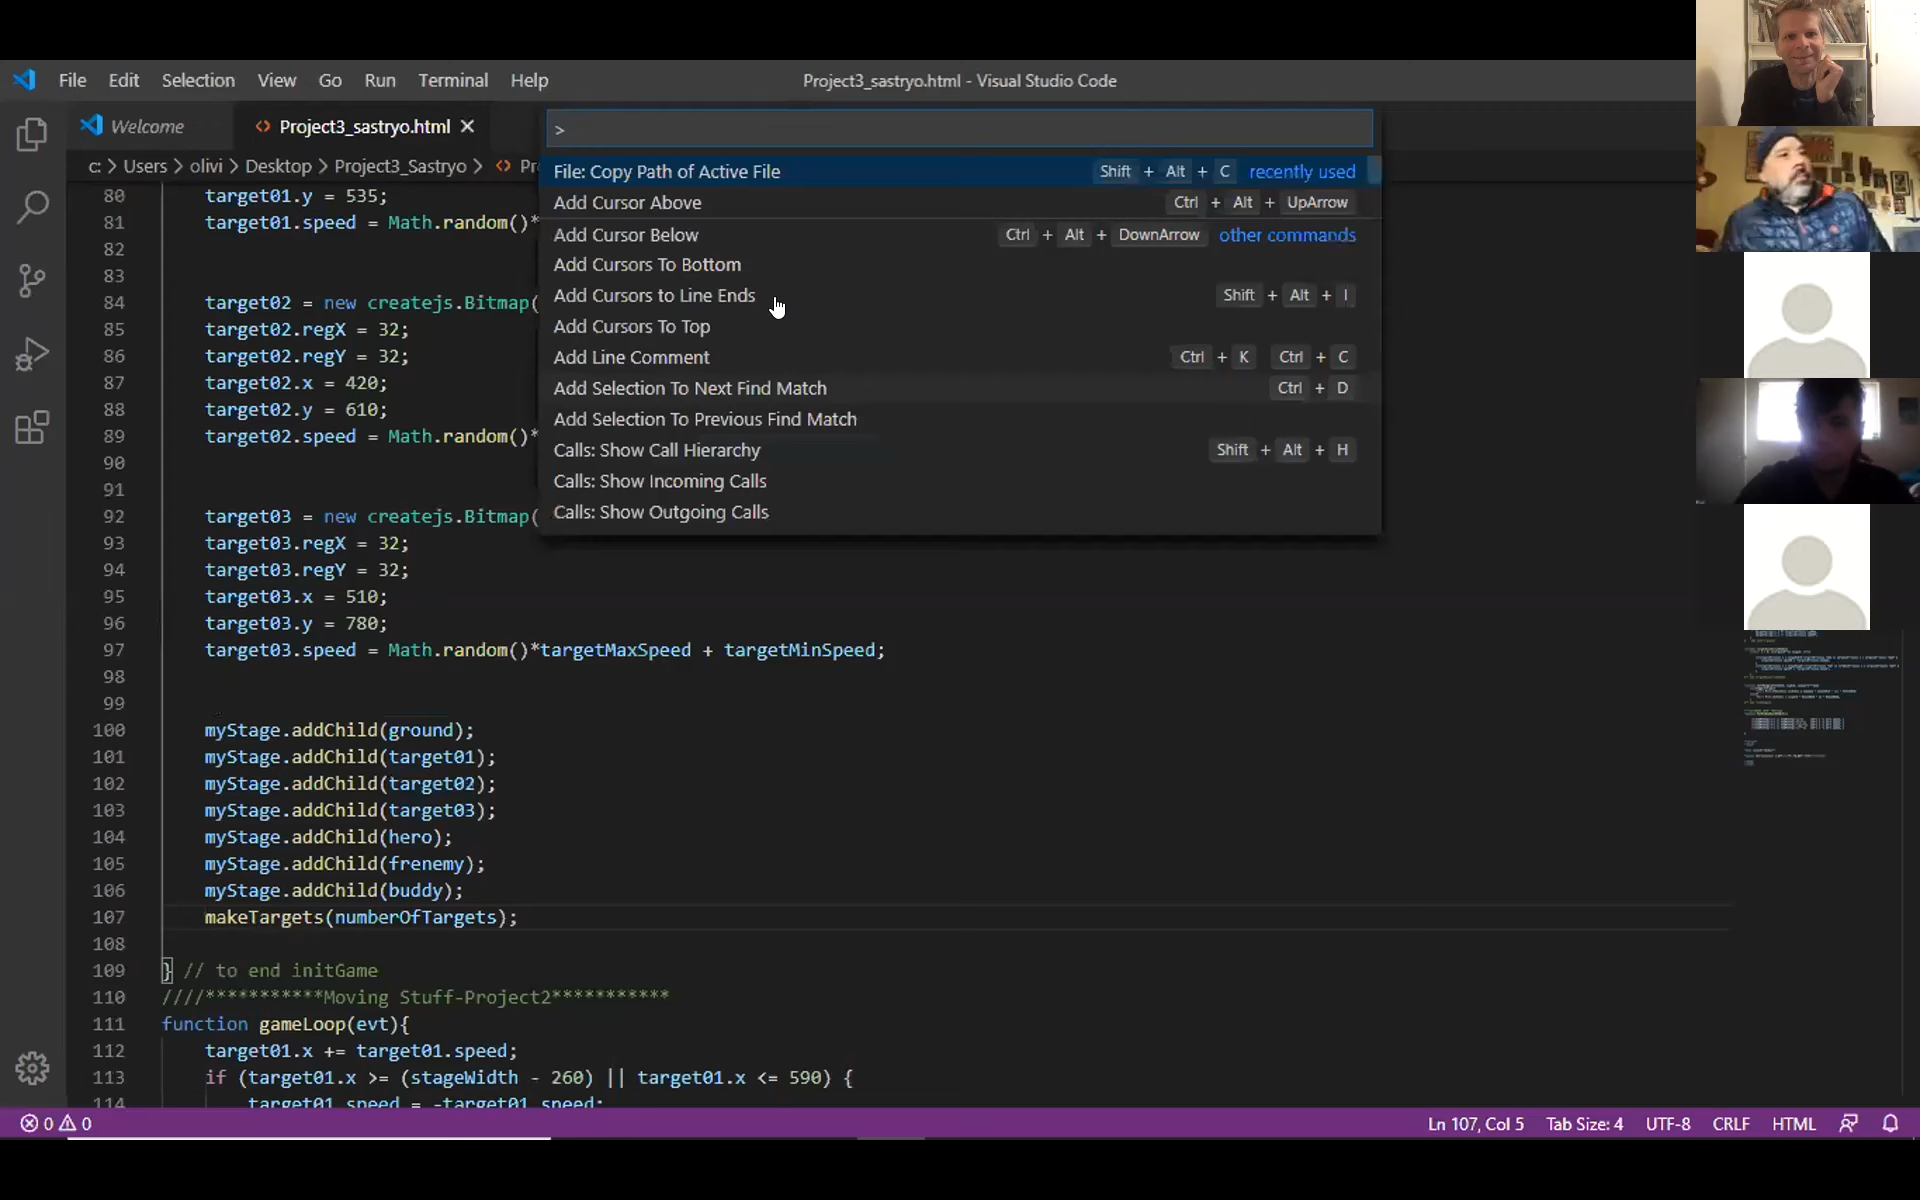 File Edit Selection View Go Run Terminal Help
Project3_sastryo.html - Visual Studio Code
Welcome
Project3_sastryo.html
>
c: > Users > olivi > Desktop > Project3_Sastryo > Pr
File: Copy Path of Active File Shift + Alt + C recently used
Add Cursor Above Ctrl + Alt + UpArrow
Add Cursor Below Ctrl + Alt + DownArrow other commands
Add Cursors To Bottom
Add Cursors to Line Ends Shift + Alt + I
Add Cursors To Top
Add Line Comment Ctrl + K Ctrl + C
Add Selection To Next Find Match Ctrl + D
Add Selection To Previous Find Match
Calls: Show Call Hierarchy Shift + Alt + H
Calls: Show Incoming Calls
Calls: Show Outgoing Calls
80 target01.y = 535;
81 target01.speed = Math.random()*
82
83
84 target02 = new createjs.Bitmap(
85 target02.regX = 32;
86 target02.regY = 32;
87 target02.x = 420;
88 target02.y = 610;
89 target02.speed = Math.random()*
90
91
92 target03 = new createjs.Bitmap(
93 target03.regX = 32;
94 target03.regY = 32;
95 target03.x = 510;
96 target03.y = 780;
97 target03.speed = Math.random()*targetMaxSpeed + targetMinSpeed;
98
99
100 myStage.addChild(ground);
101 myStage.addChild(target01);
102 myStage.addChild(target02);
103 myStage.addChild(target03);
104 myStage.addChild(hero);
105 myStage.addChild(frenemy);
106 myStage.addChild(buddy);
107 makeTargets(numberOfTargets);
108
109 } // to end initGame
110 ////***********Moving Stuff-Project2***********
111 function gameLoop(evt){
112 target01.x += target01.speed;
113 if (target01.x >= (stageWidth - 260) || target01.x <= 590) {
114 target01.speed = -target01.speed;
0 0
Ln 107, Col 5 Tab Size: 4 UTF-8 CRLF HTML